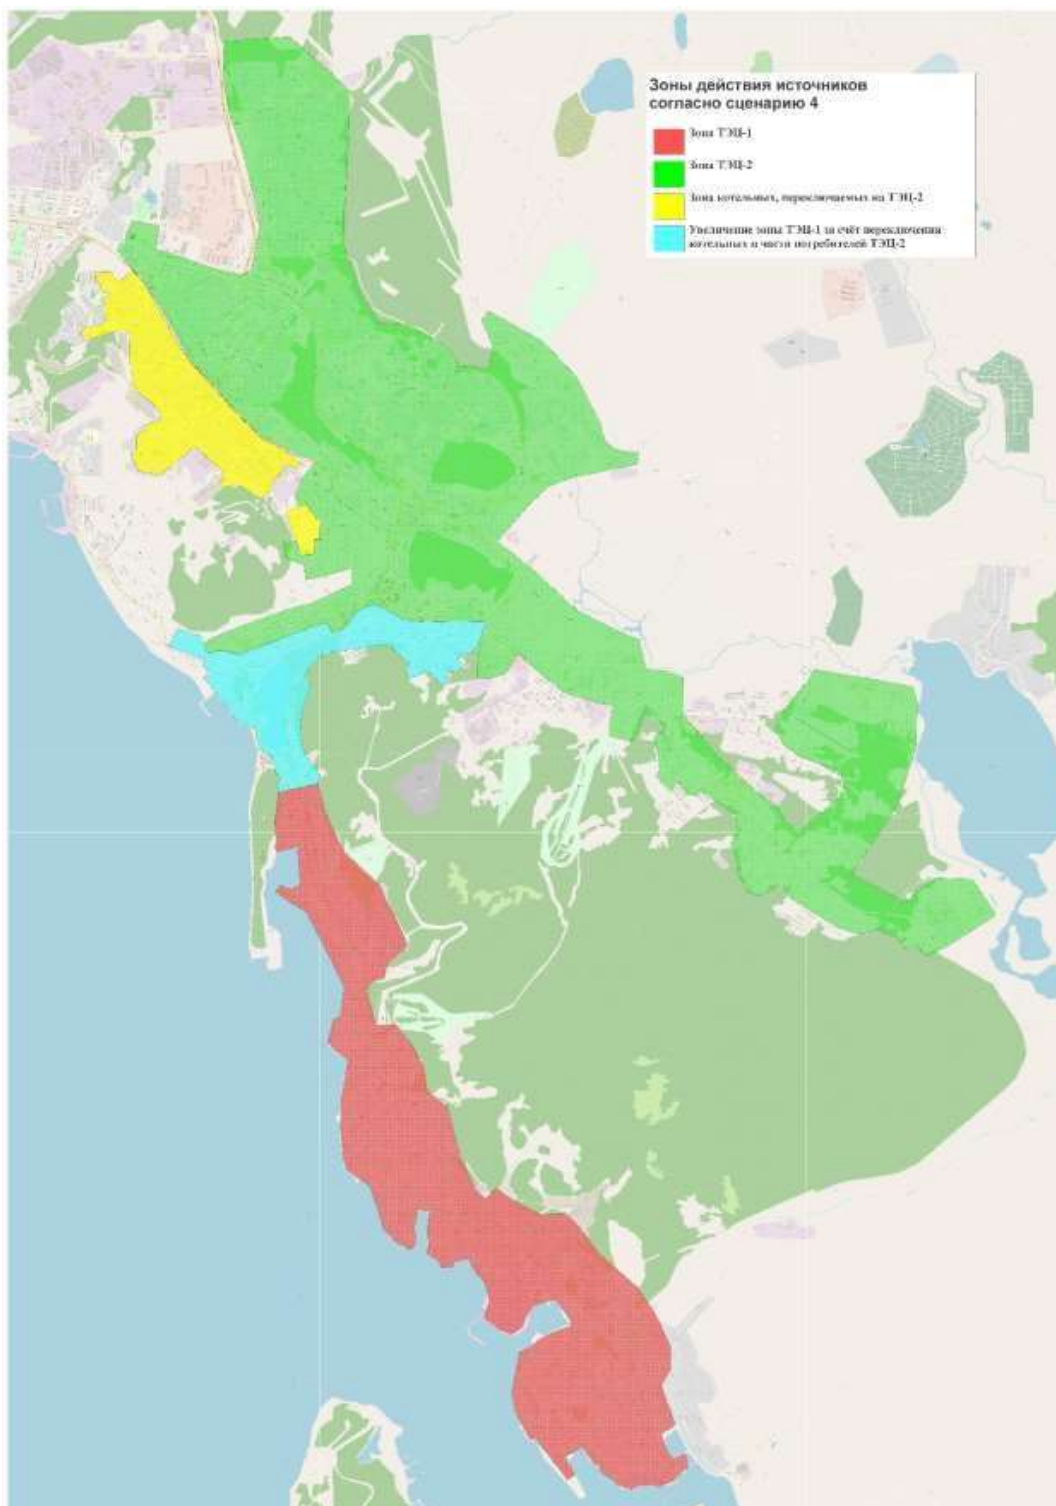 Зоны действия источников
согласно сценарию 4
Зона ТЭЦ-1
Зона ТЭЦ-2
Зона котельных, переключаемых на ТЭЦ-2
Увеличение зоны ТЭЦ-1 за счёт переключения
котельных и части потребителей ТЭЦ-2